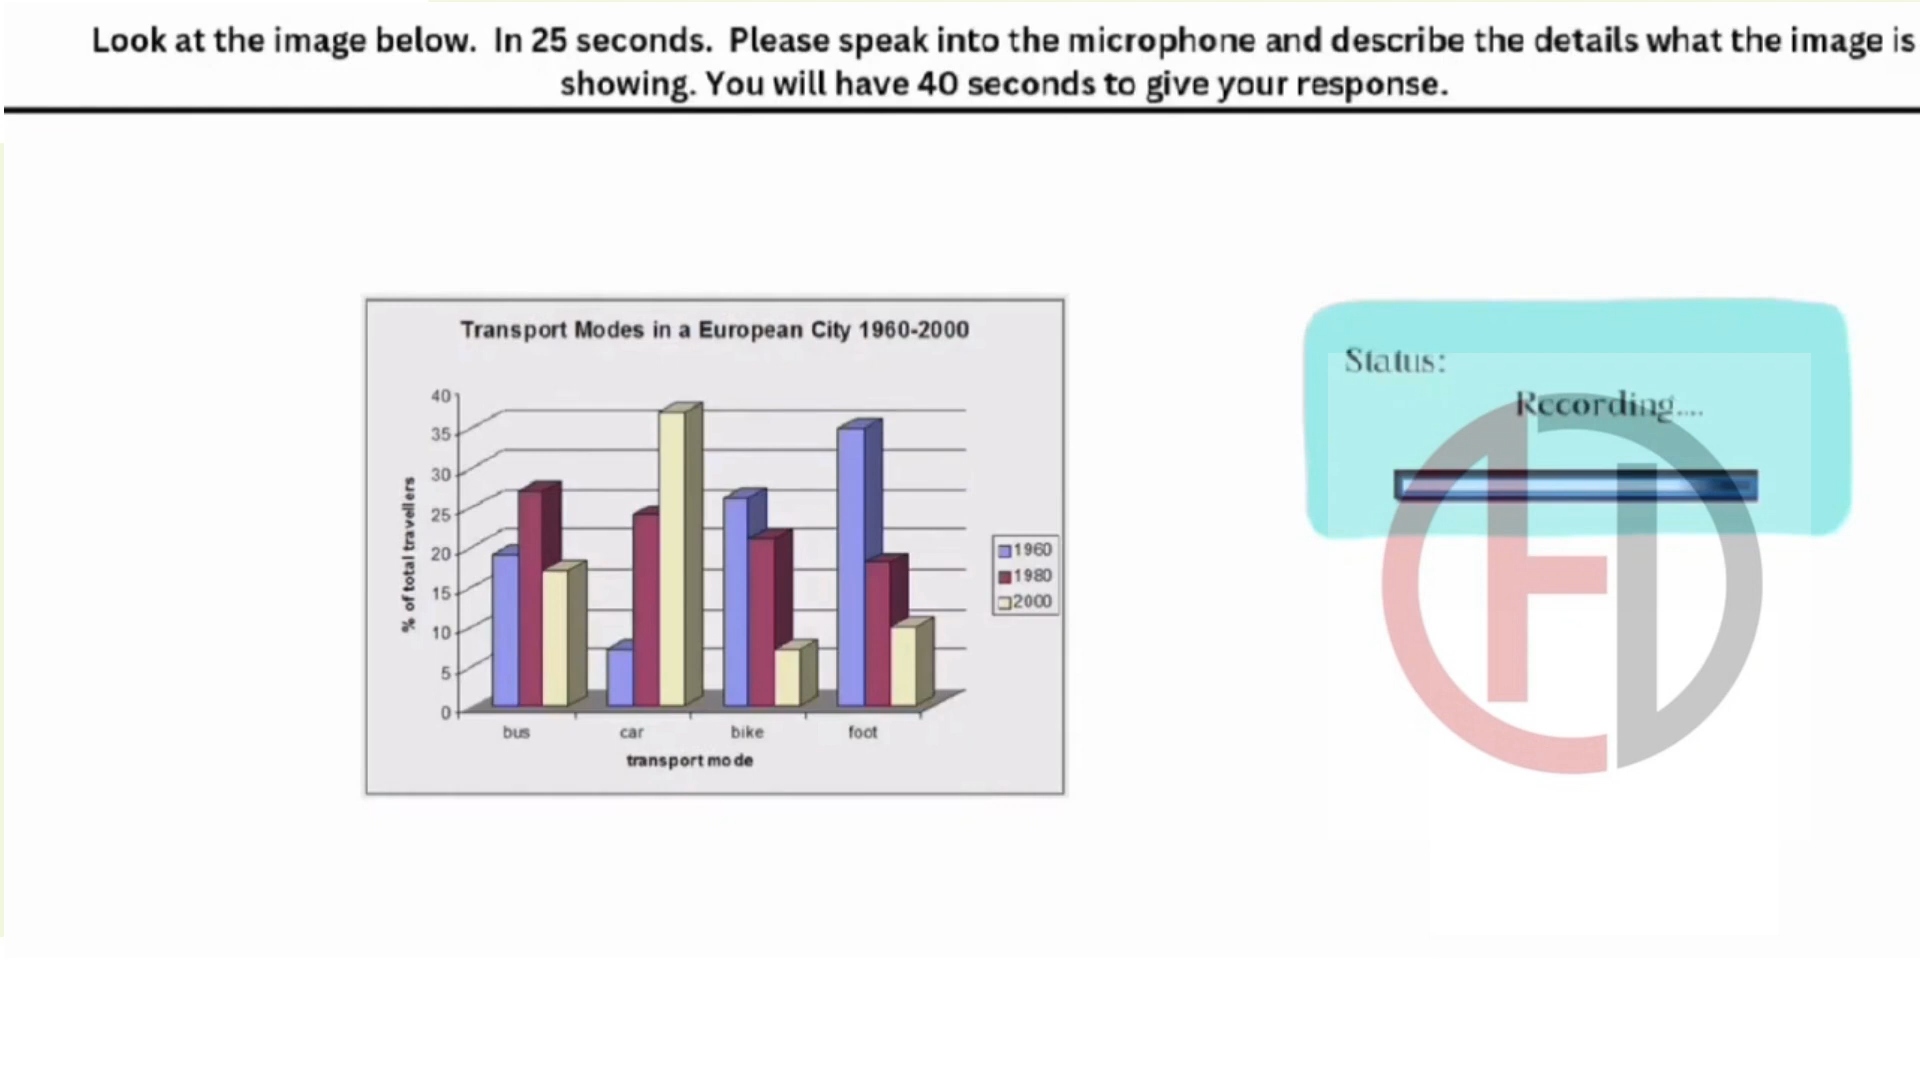 Look at the image below. In 25 seconds. Please speak into the microphone and describe the details what the image is
showing. You will have 40 seconds to give your response.
Transport Modes in a European City 1960-2000
% of total travellers
40
35
30
25
20
15
10
5
0
bus car bike foot
transport mode
1960
1980
2000
Status:
Recording....